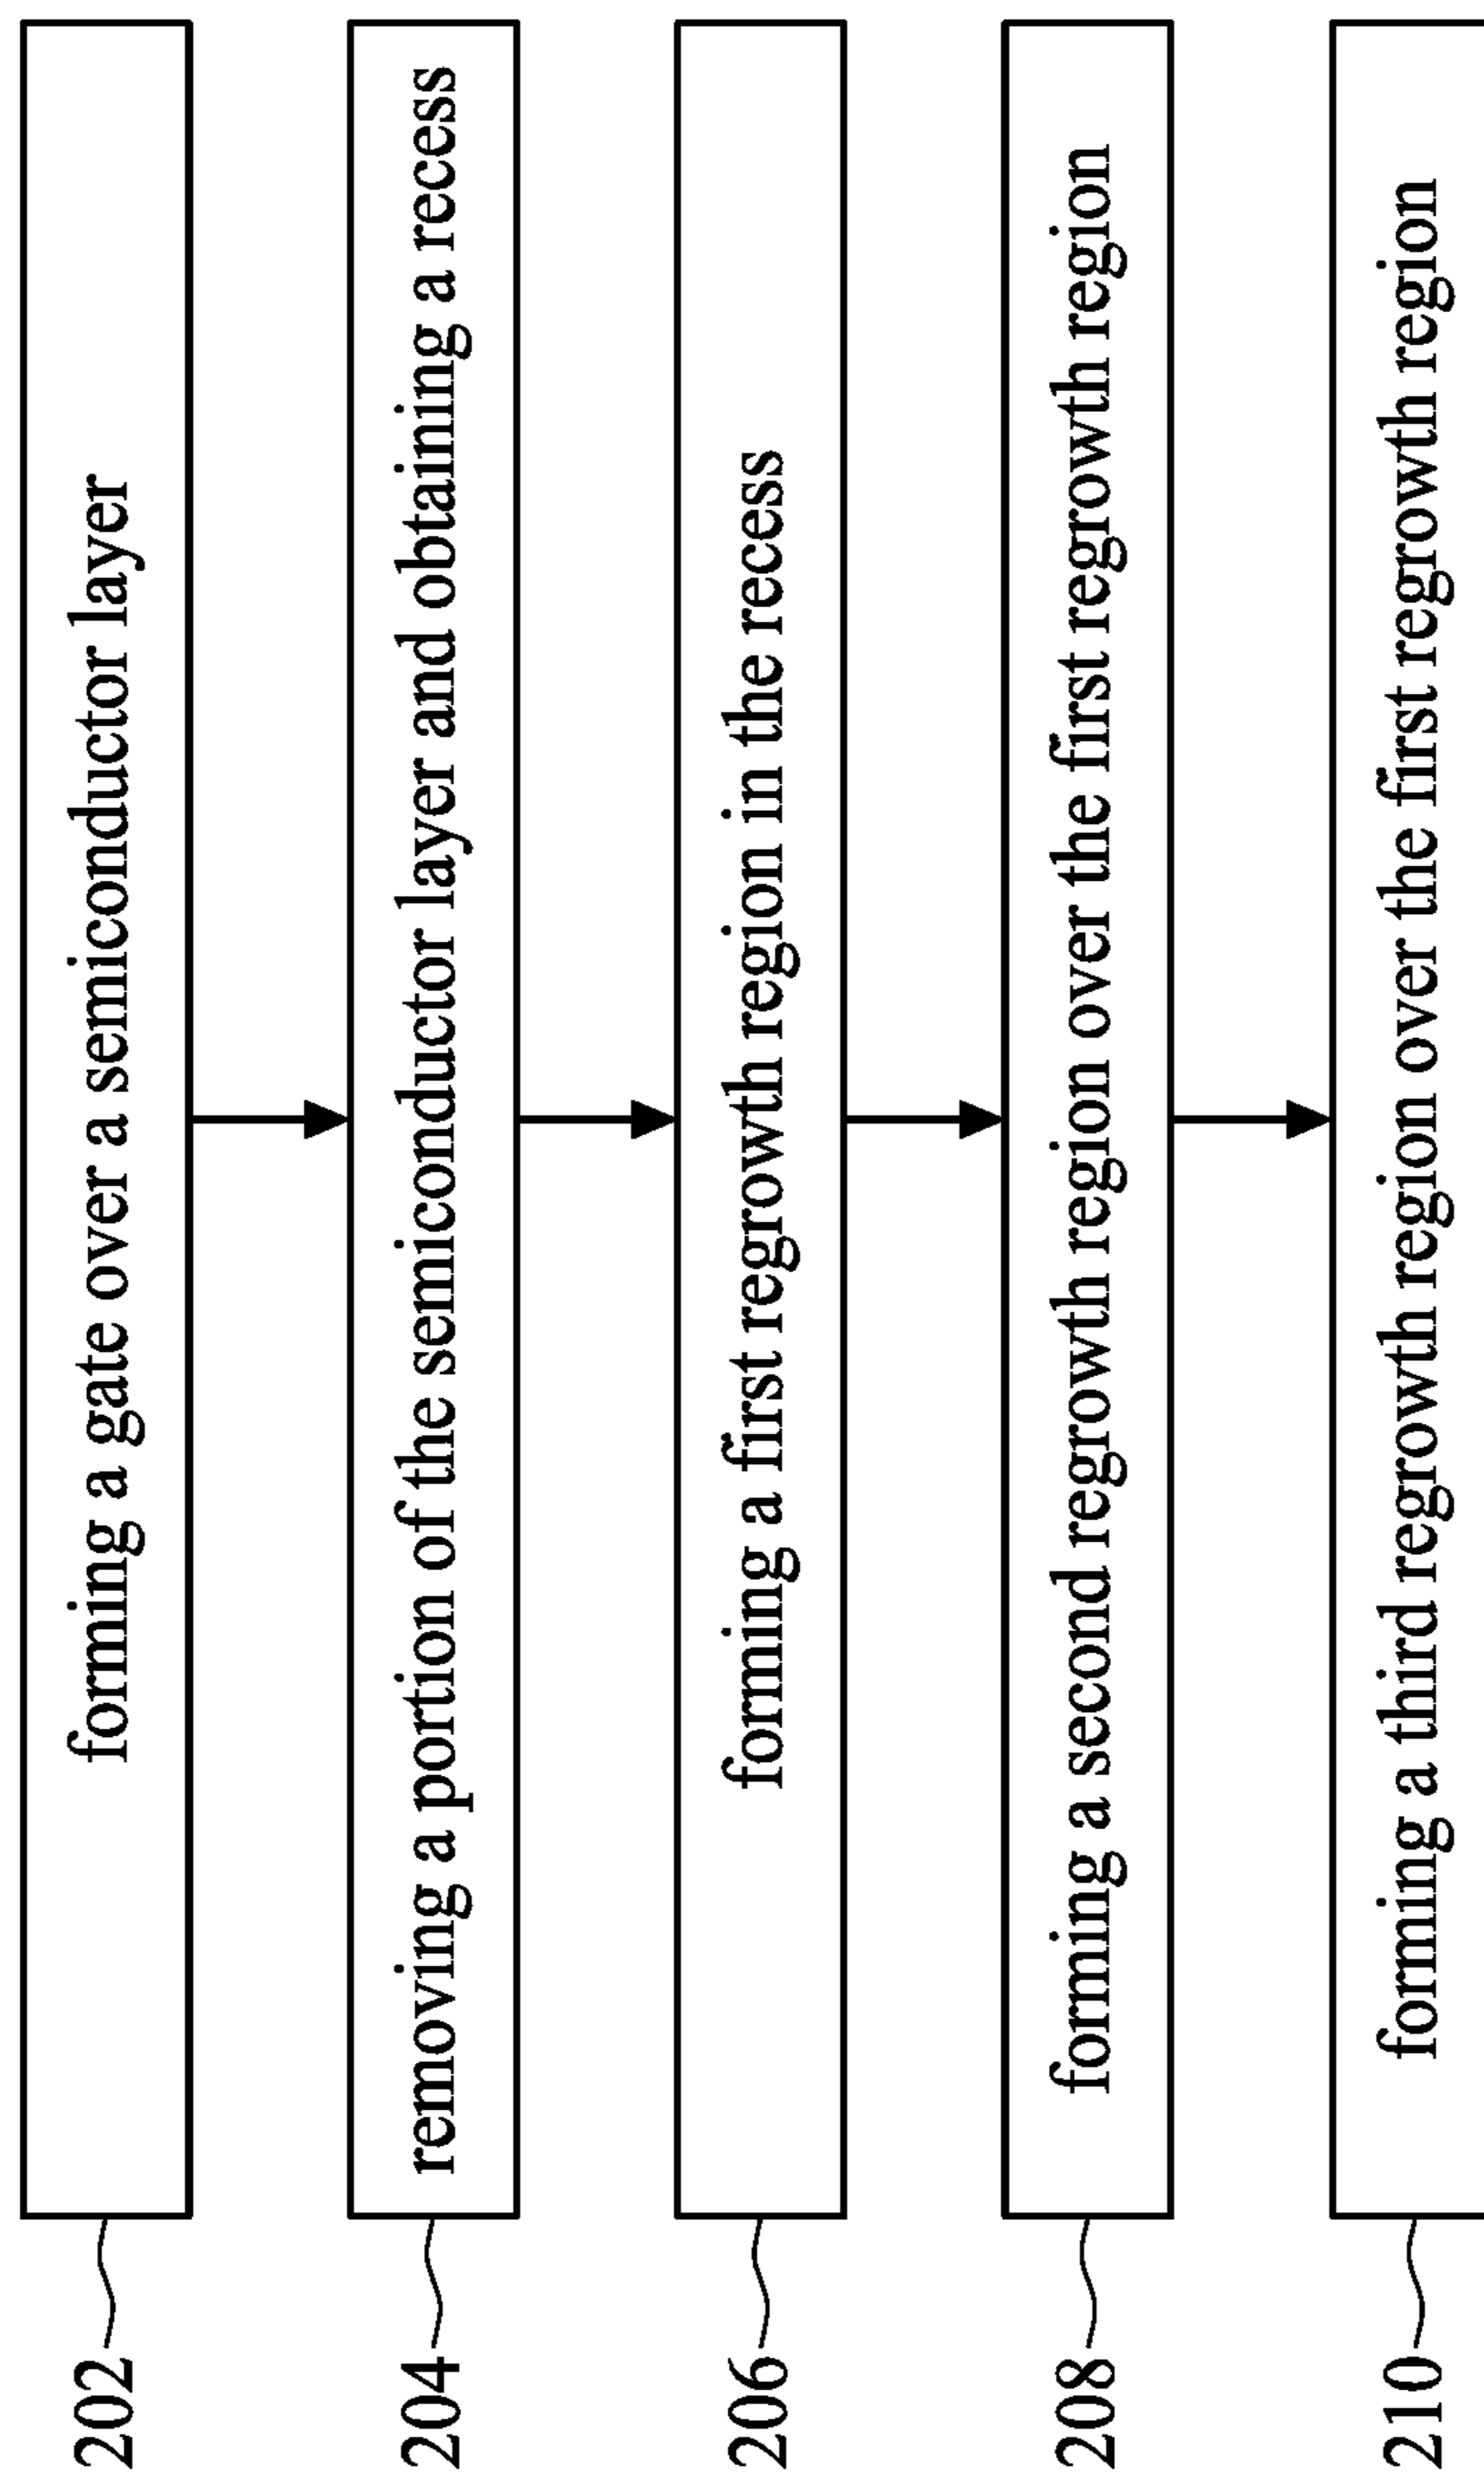 202 forming a gate over a semiconductor layer
204 removing a portion of the semiconductor layer and obtaining a recess
206 forming a first regrowth region in the recess
208 forming a second regrowth region over the first regrowth region
210 forming a third regrowth region over the first regrowth region